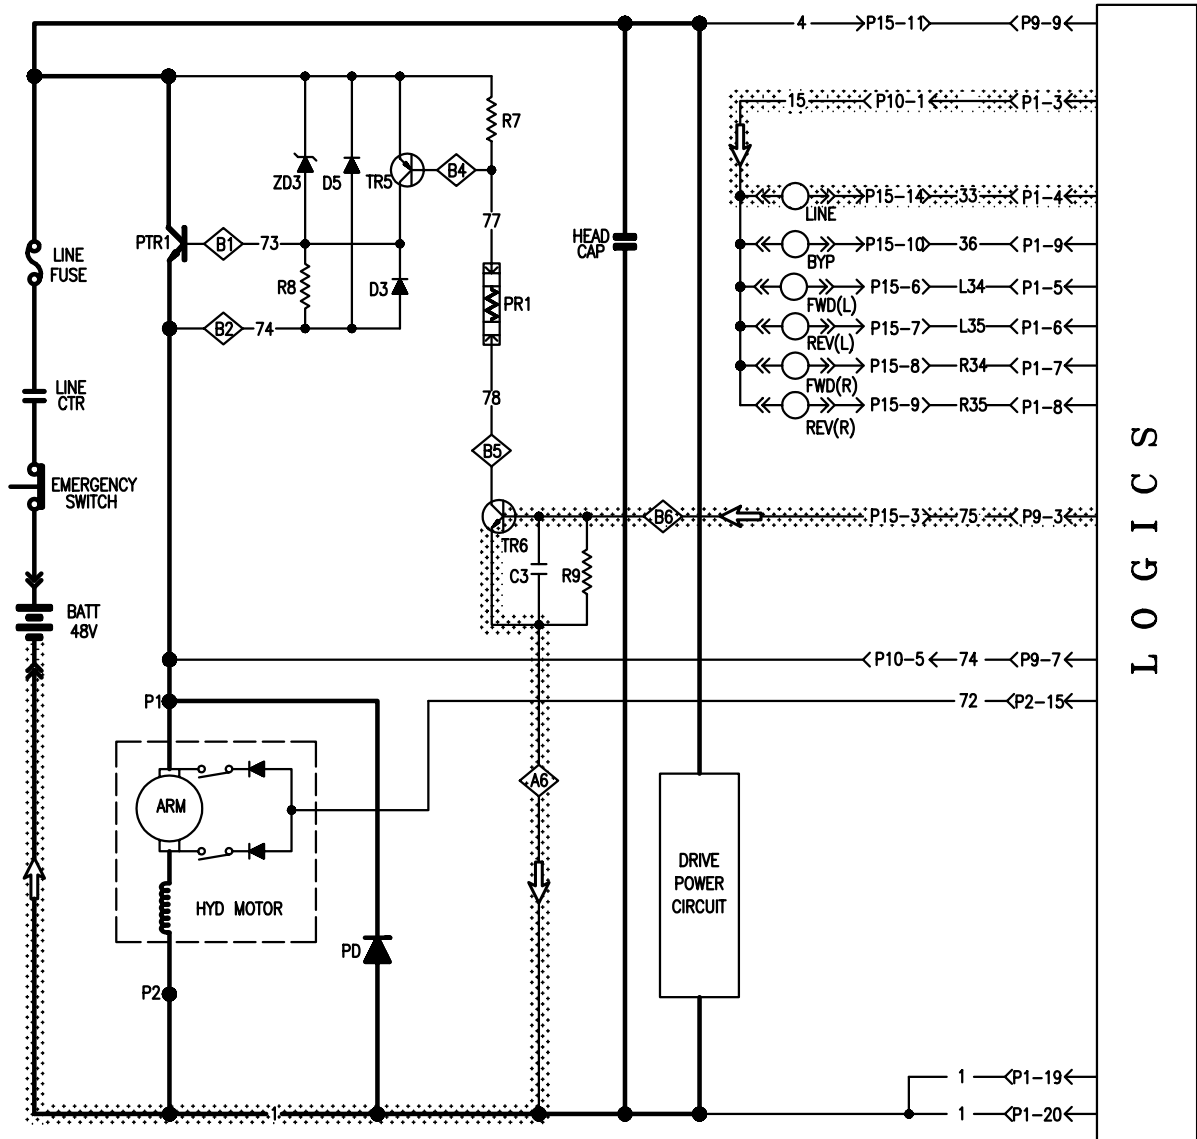 4 P15-11 P9-9
15 P10-1 P1-3
R7
ZD3 D5 TR5 B4
P15-14 33 P1-4
LINE
77
PTR1 B1 73
HEAD
CAP
P15-10 36 P1-9
BYP
LINE
FUSE
R8 D3
PR1
P15-6 L34 P1-5
FWD(L)
B2 74
P15-7 L35 P1-6
REV(L)
P15-8 R34 P1-7
FWD(R)
LINE
CTR
78
P15-9 R35 P1-8
REV(R)
B5
EMERGENCY
SWITCH
B6
P15-3 75 P9-3
TR6
C3 R9
BATT
48V
LOGICS
P10-5 74 P9-7
P1
72 P2-15
A6
ARM
DRIVE
POWER
CIRCUIT
HYD MOTOR
PD
P2
1 P1-19
1
1 P1-20